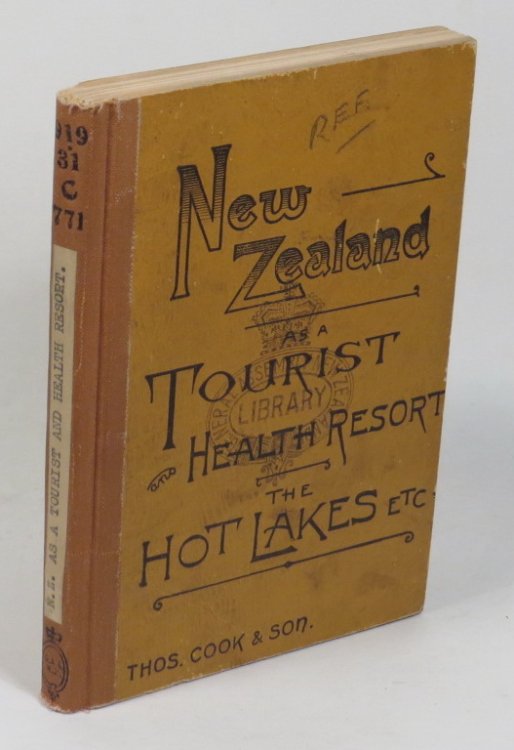 919
31
C
771
N.Z. AS A TOURIST AND HEALTH RESORT.
REF
New
Zealand
AS A
TOURIST
LIBRARY
AND HEALTH RESORT
THE
HOT LAKES ETC
THOS. COOK & SON.